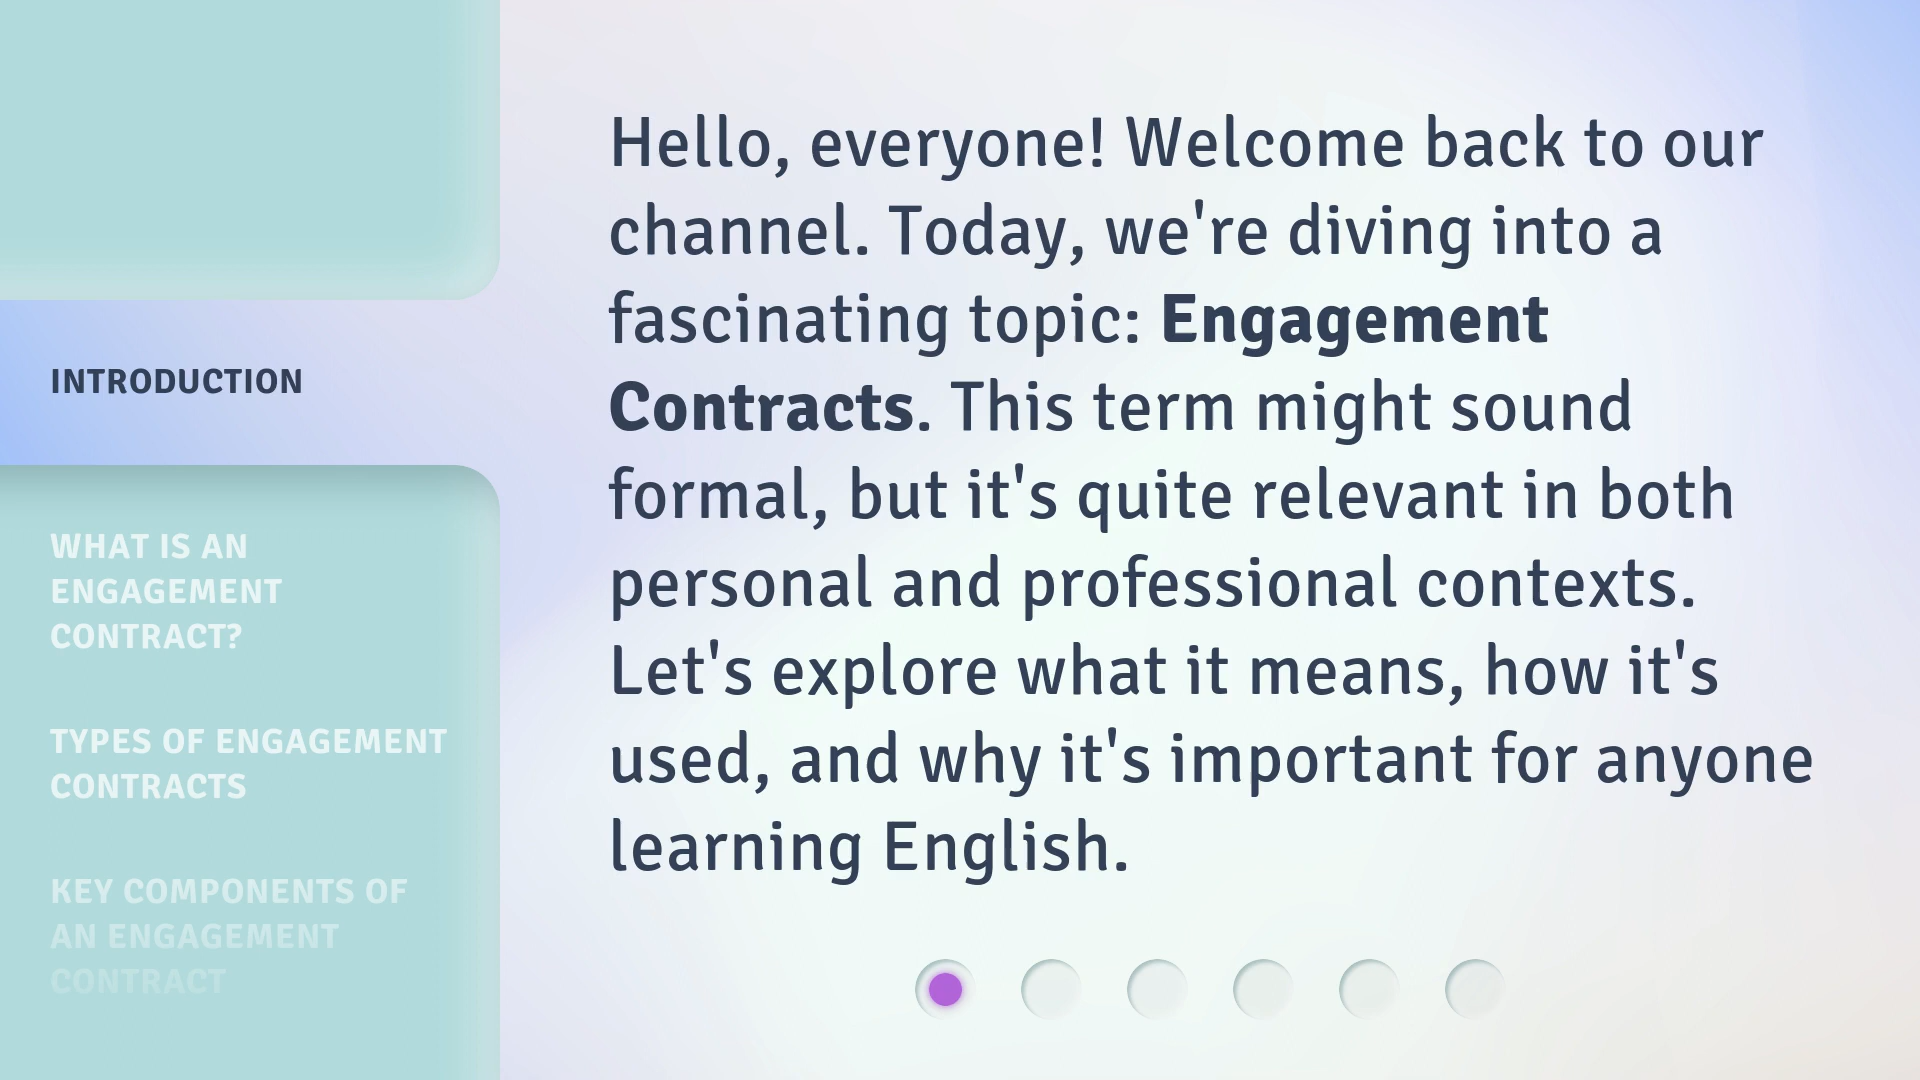 INTRODUCTION
WHAT IS AN
ENGAGEMENT
CONTRACT?
TYPES OF ENGAGEMENT
CONTRACTS
KEY COMPONENTS OF
AN ENGAGEMENT
CONTRACT
Hello, everyone! Welcome back to our
channel. Today, we're diving into a
fascinating topic: Engagement
Contracts. This term might sound
formal, but it's quite relevant in both
personal and professional contexts.
Let's explore what it means, how it's
used, and why it's important for anyone
learning English.